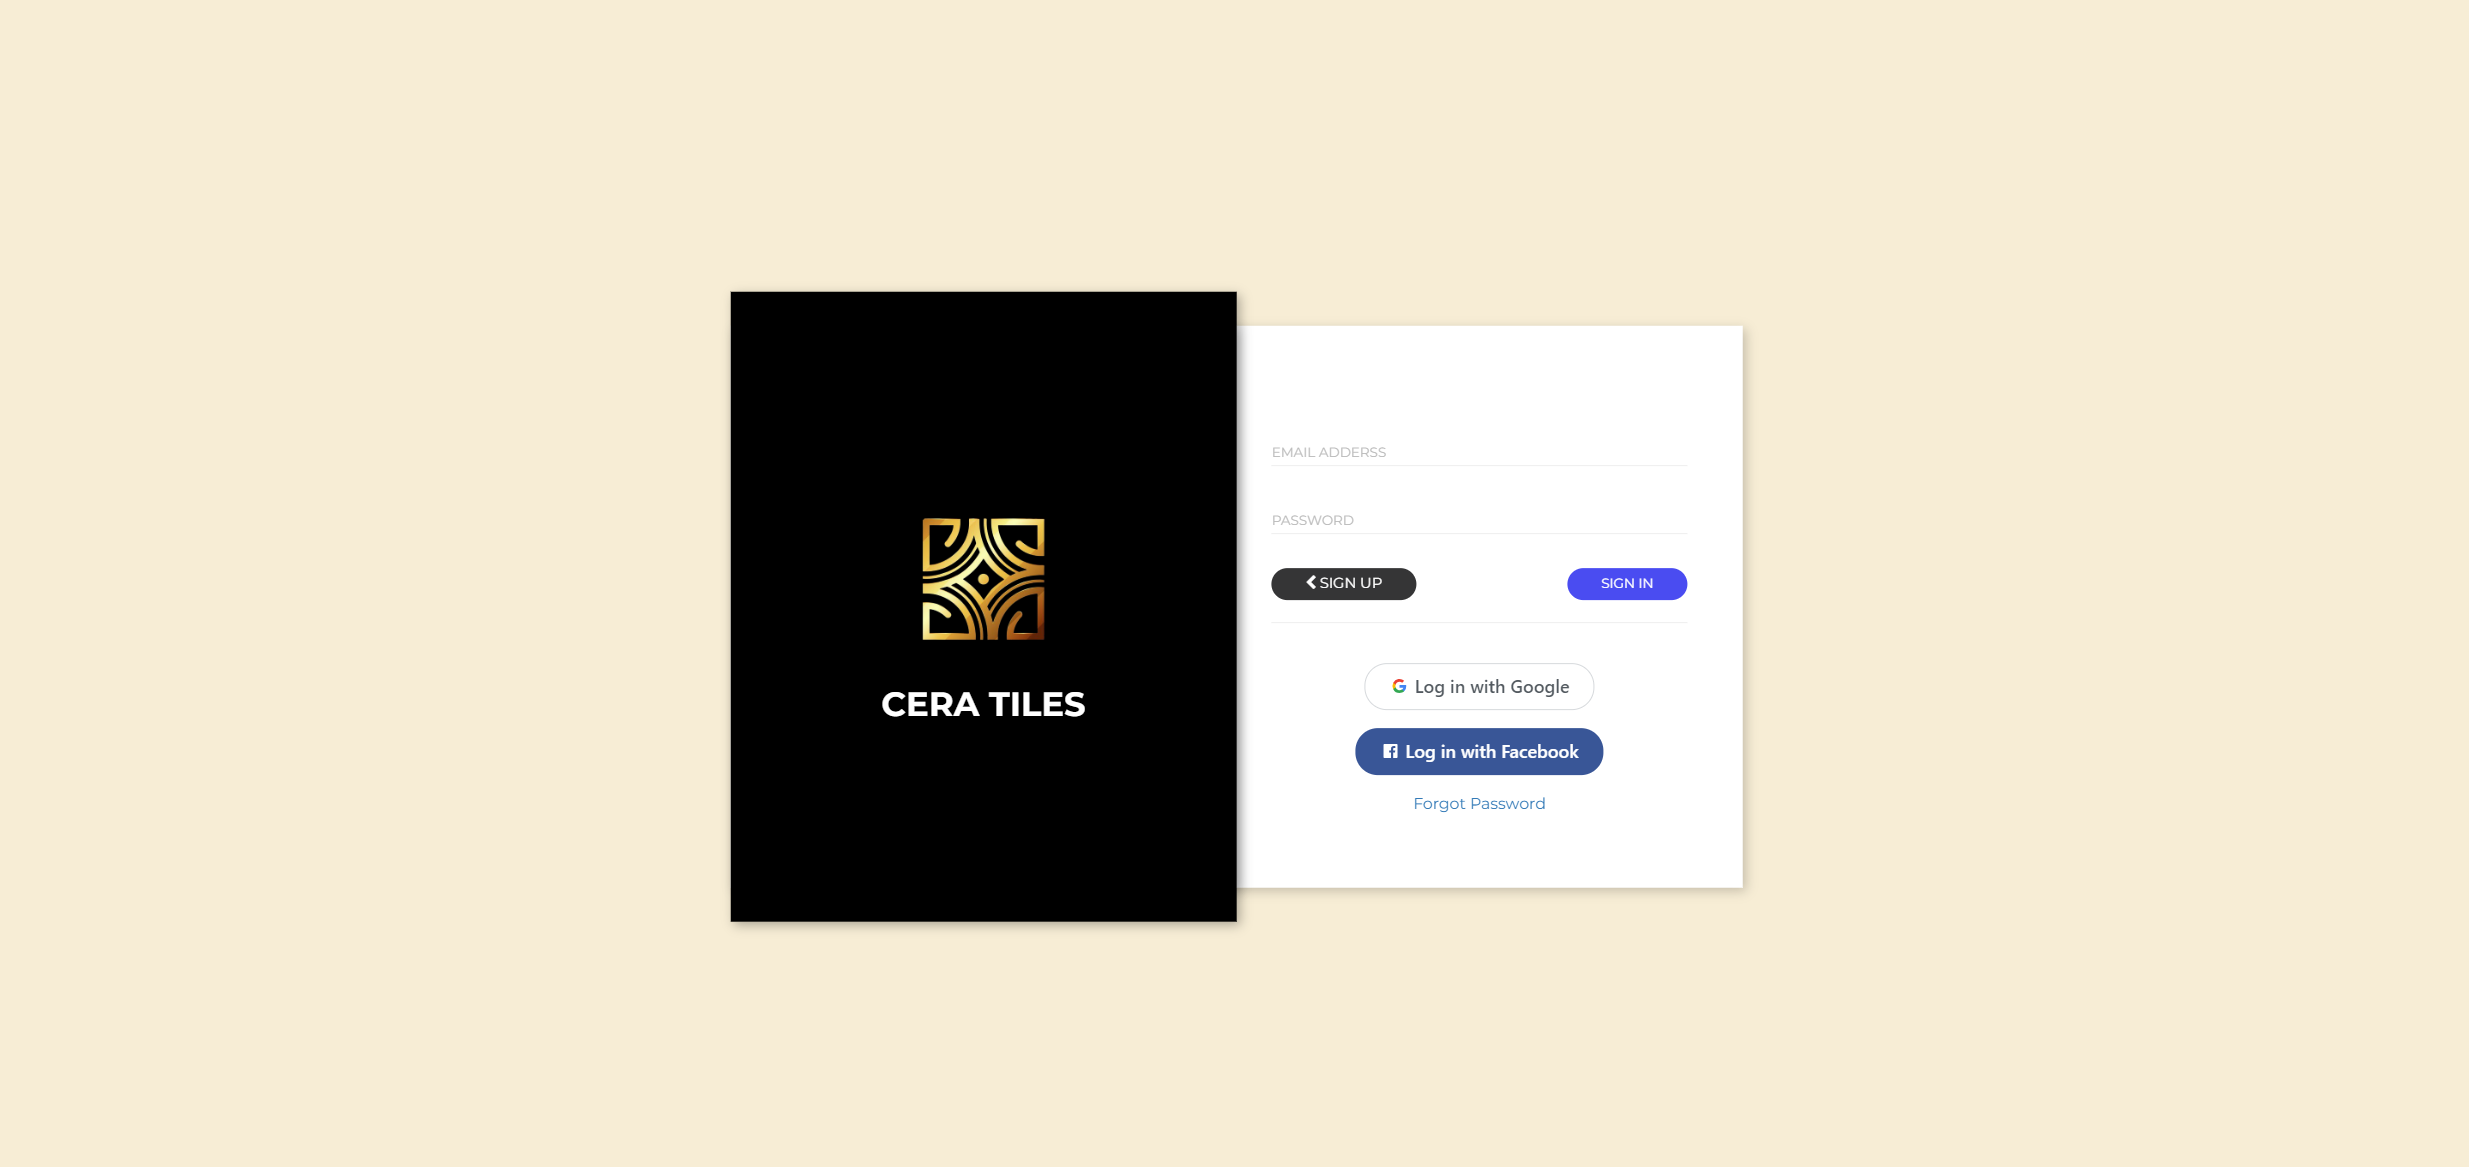 CERA TILES
EMAIL ADDERSS
PASSWORD
SIGN UP
SIGN IN
Log in with Google
Log in with Facebook
Forgot Password